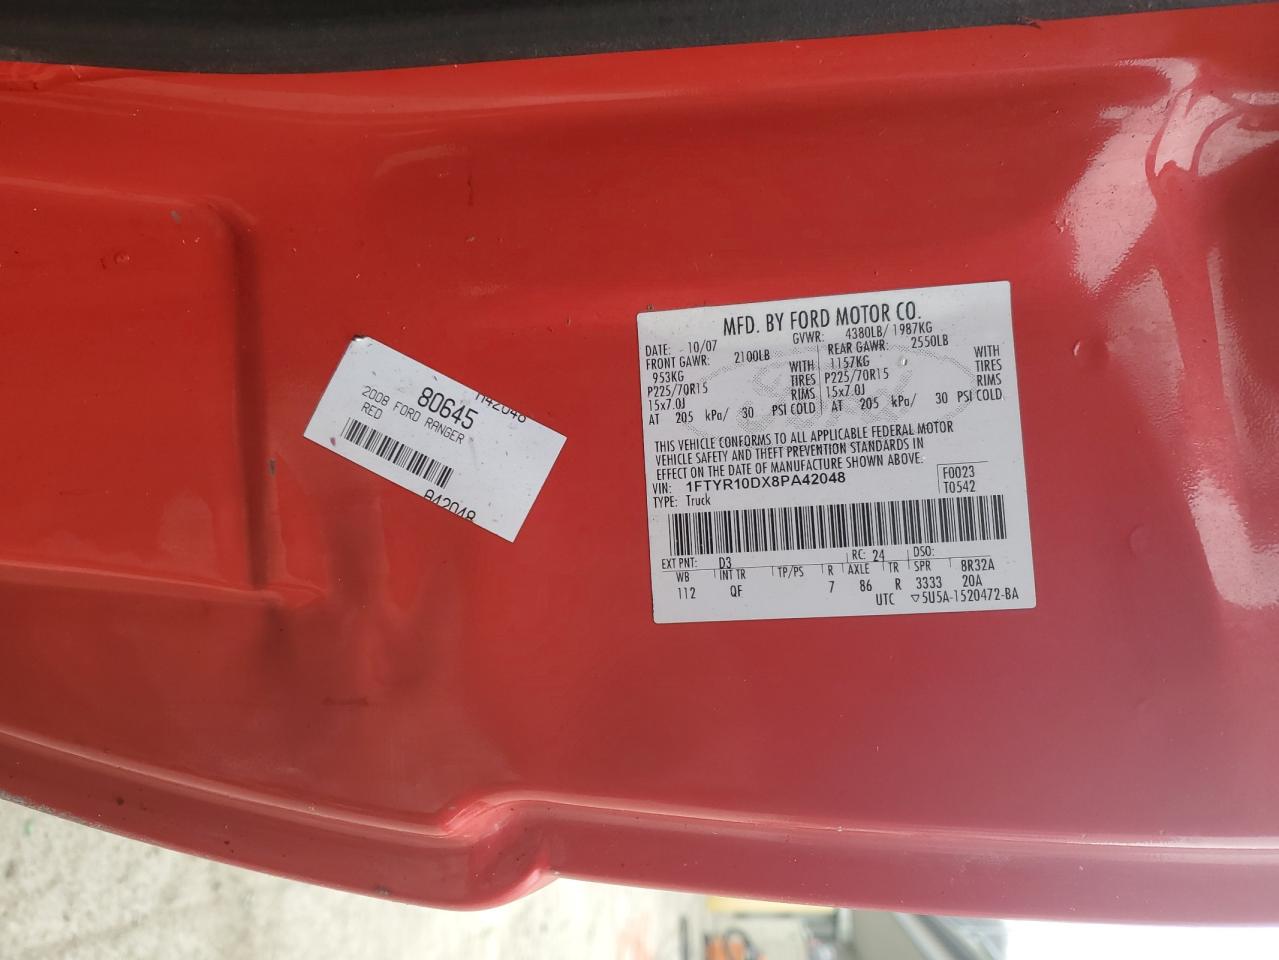 A42048
80645
2008 FORD RANGER
RED
A42048
MFD. BY FORD MOTOR CO.
DATE: 10/07 GVWR: 4380LB/ 1987KG
FRONT GAWR: 2100LB REAR GAWR: 2550LB
953KG WITH 1157KG WITH
P225/70R15 TIRES P225/70R15 TIRES
15x7.0J RIMS 15x7.0J RIMS
AT 205 kPa/ 30 PSI COLD AT 205 kPa/ 30 PSI COLD
THIS VEHICLE CONFORMS TO ALL APPLICABLE FEDERAL MOTOR
VEHICLE SAFETY AND THEFT PREVENTION STANDARDS IN
EFFECT ON THE DATE OF MANUFACTURE SHOWN ABOVE.
VIN: 1FTYR10DX8PA42048 F0023
TYPE: Truck T0542
EXT PNT: D3 RC: 24 DSO:
WB INT TR TP/PS R AXLE TR SPR 8R32A
112 QF 7 86 R 3333 20A
UTC ▽5U5A-1520472-BA
Ford